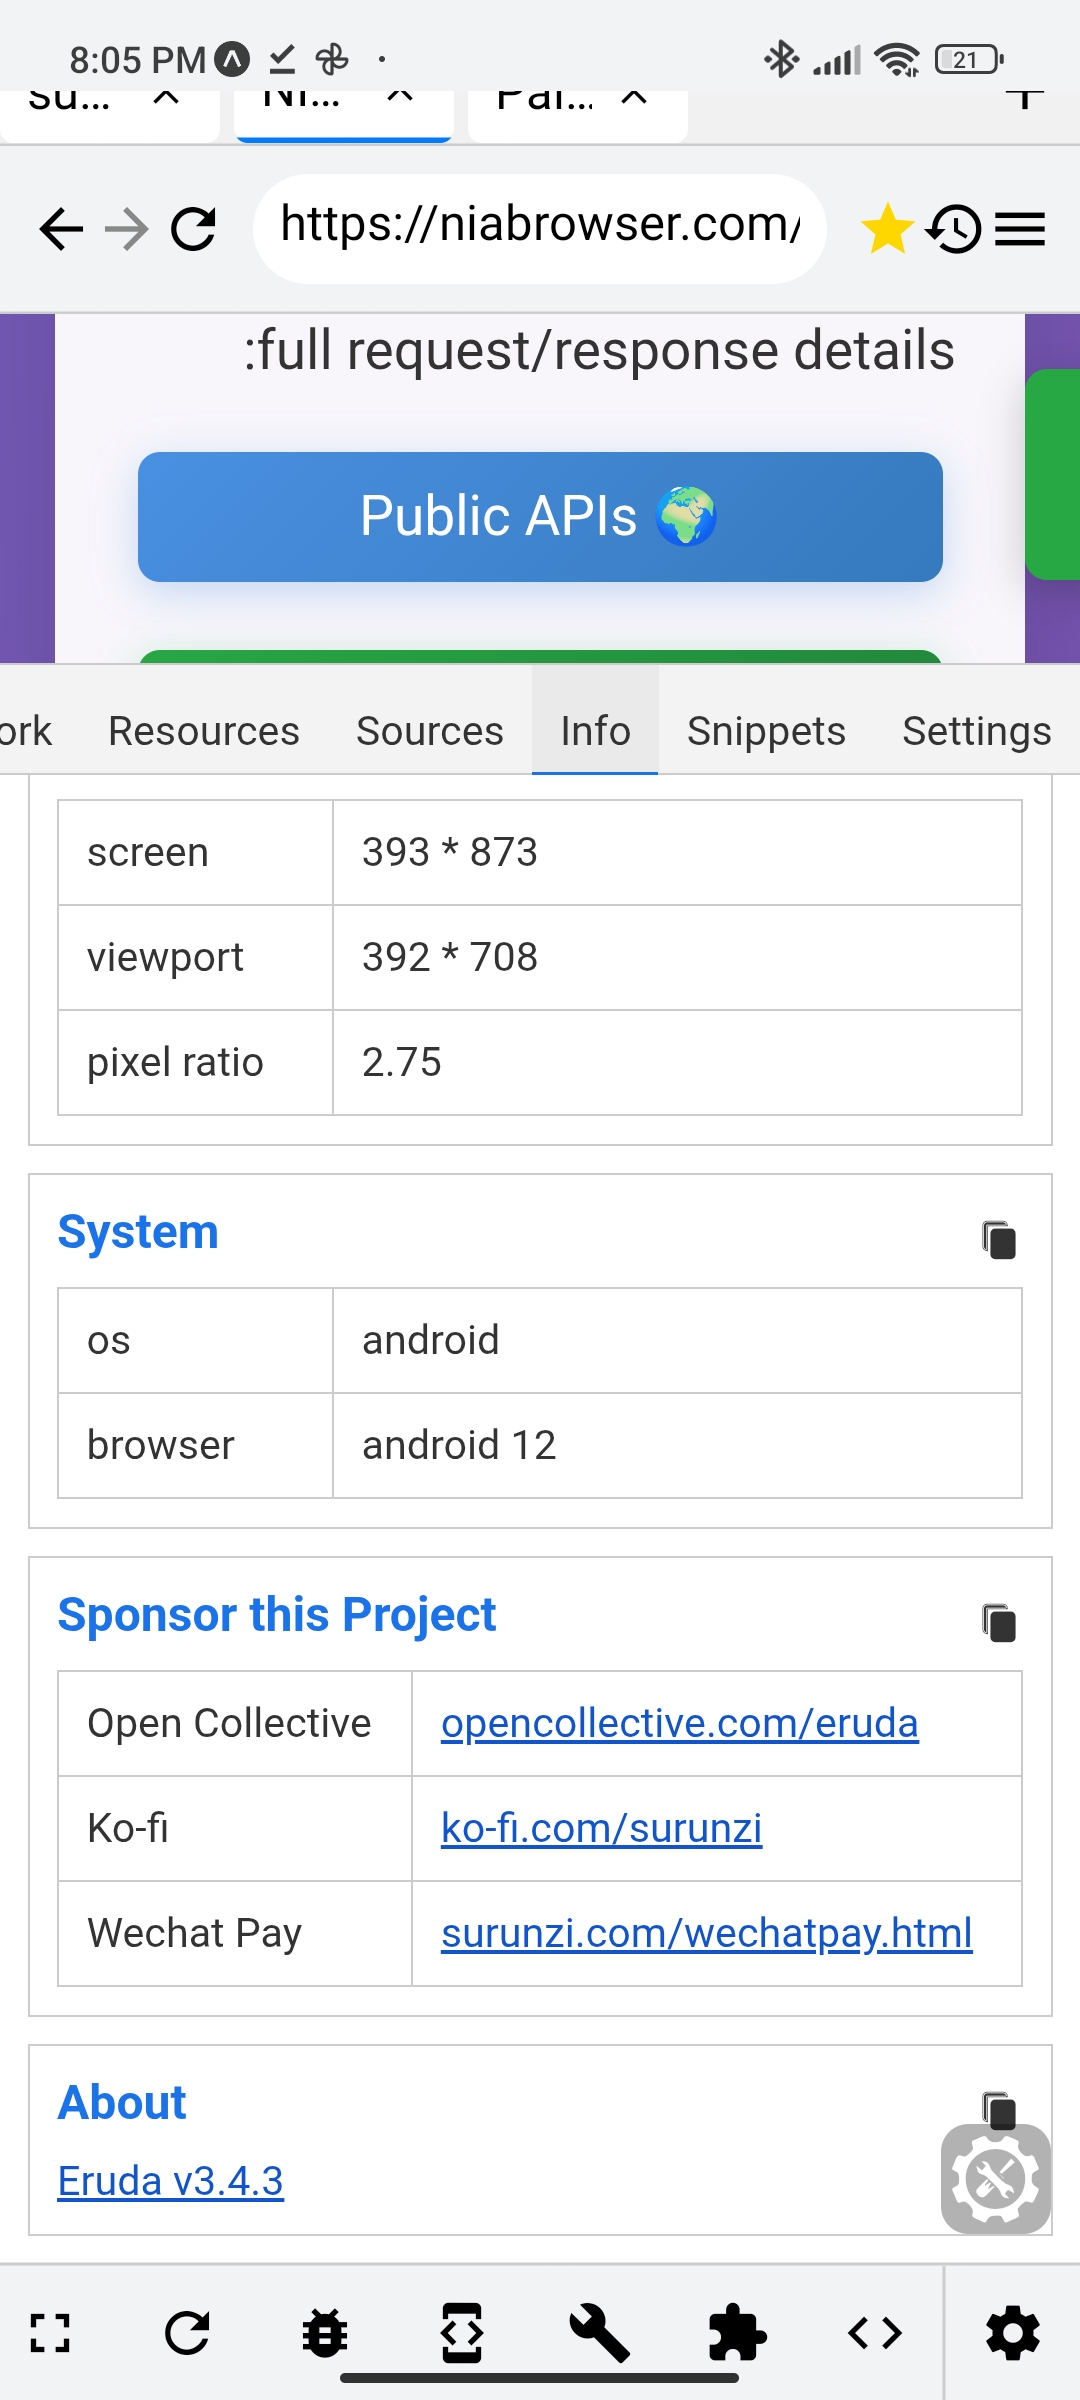 8:05 PM
21
su...
Ni...
Par...
https://niabrowser.com/
:full request/response details
Public APIs 🌍
ork Resources Sources Info Snippets Settings
screen 393 * 873
viewport 392 * 708
pixel ratio 2.75
System
os android
browser android 12
Sponsor this Project
Open Collective opencollective.com/eruda
Ko-fi ko-fi.com/surunzi
Wechat Pay surunzi.com/wechatpay.html
About
Eruda v3.4.3